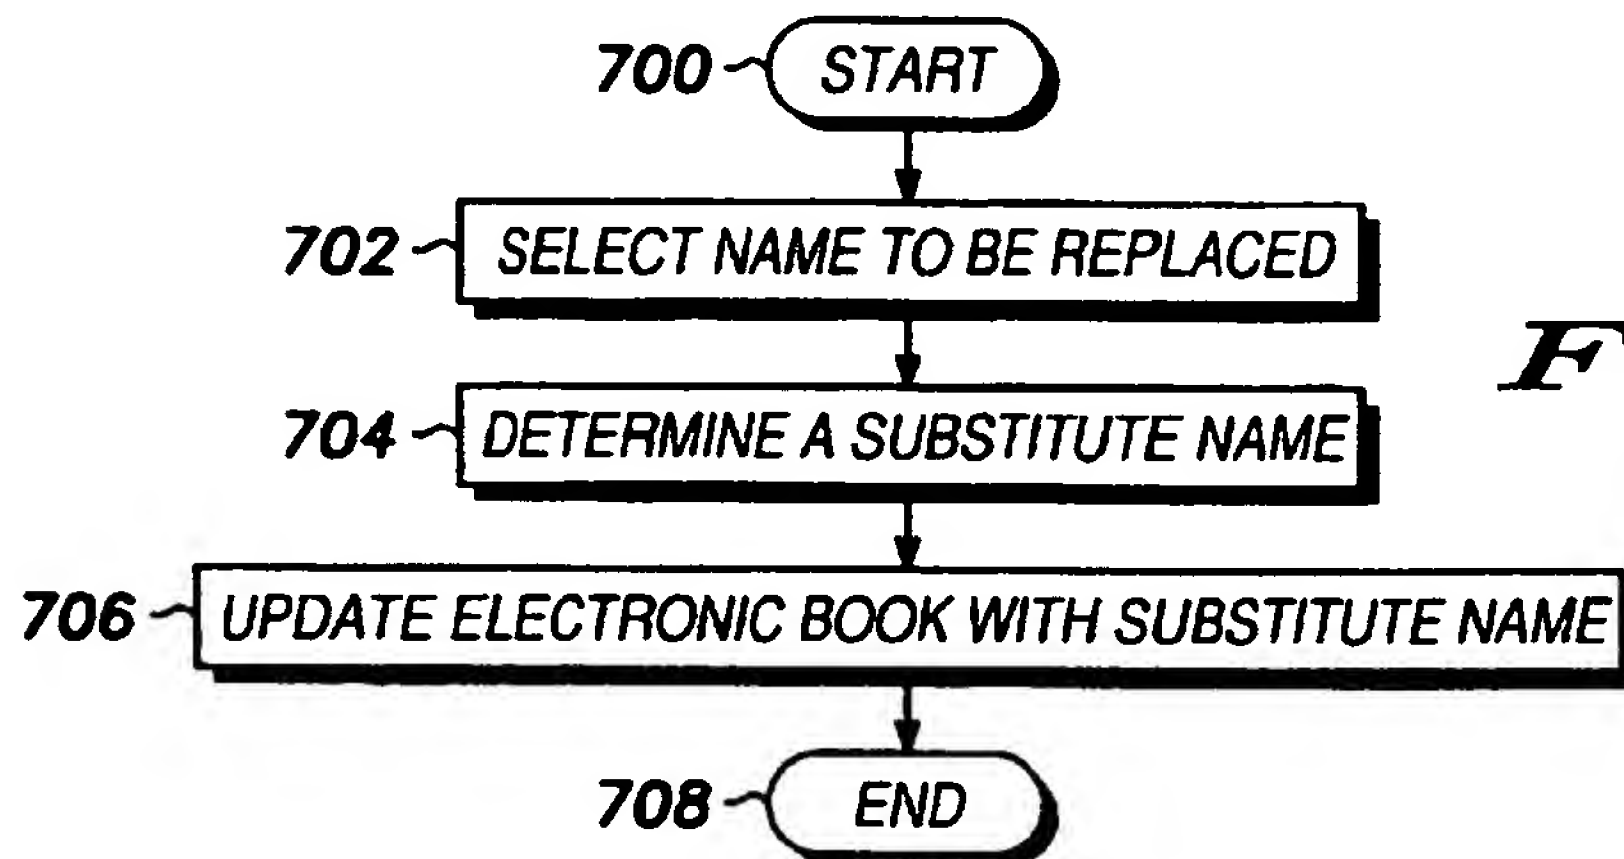 700 START
702 SELECT NAME TO BE REPLACED
F
704 DETERMINE A SUBSTITUTE NAME
706 UPDATE ELECTRONIC BOOK WITH SUBSTITUTE NAME
708 END